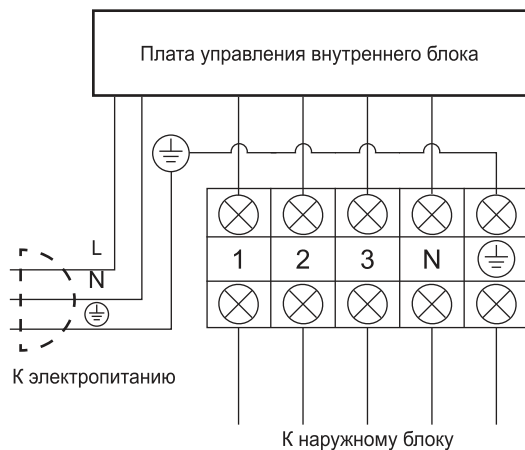 Плата управления внутреннего блока
L
N
1 2 3 N
К электропитанию
К наружному блоку